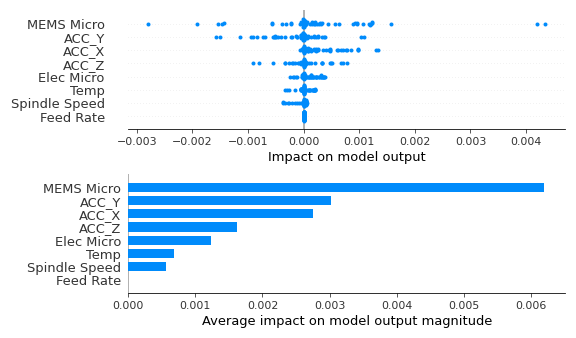 MEMS Micro
ACC_Y
ACC_X
ACC_Z
Elec Micro
Temp
Spindle Speed
Feed Rate
−0.003 −0.002 −0.001 0.000 0.001 0.002 0.003 0.004
Impact on model output
MEMS Micro
ACC_Y
ACC_X
ACC_Z
Elec Micro
Temp
Spindle Speed
Feed Rate
0.000 0.001 0.002 0.003 0.004 0.005 0.006
Average impact on model output magnitude